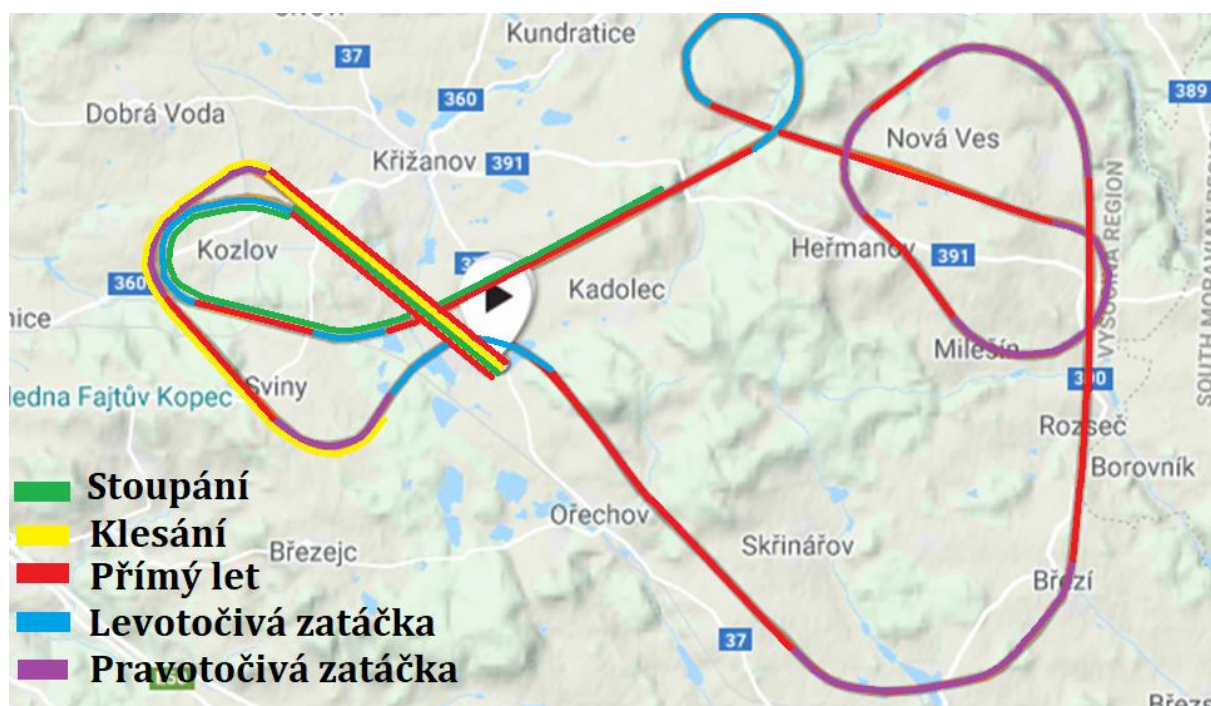 Kundratice
37
389
360
Dobrá Voda
Nová Ves
Křižanov
391
VYSOCINA REGION
Kozlov
Heřmanov
391
360
Kadolec
nice
SOUTH MORAVIAN REGION
Milešín
390
Sviny
edna Fajtův Kopec
Rozseč
Borovník
Stoupání
Ořechov
Klesání
Březejc
Skřinářov
Přímý let
Březí
Levotočivá zatáčka
37
Pravotočivá zatáčka